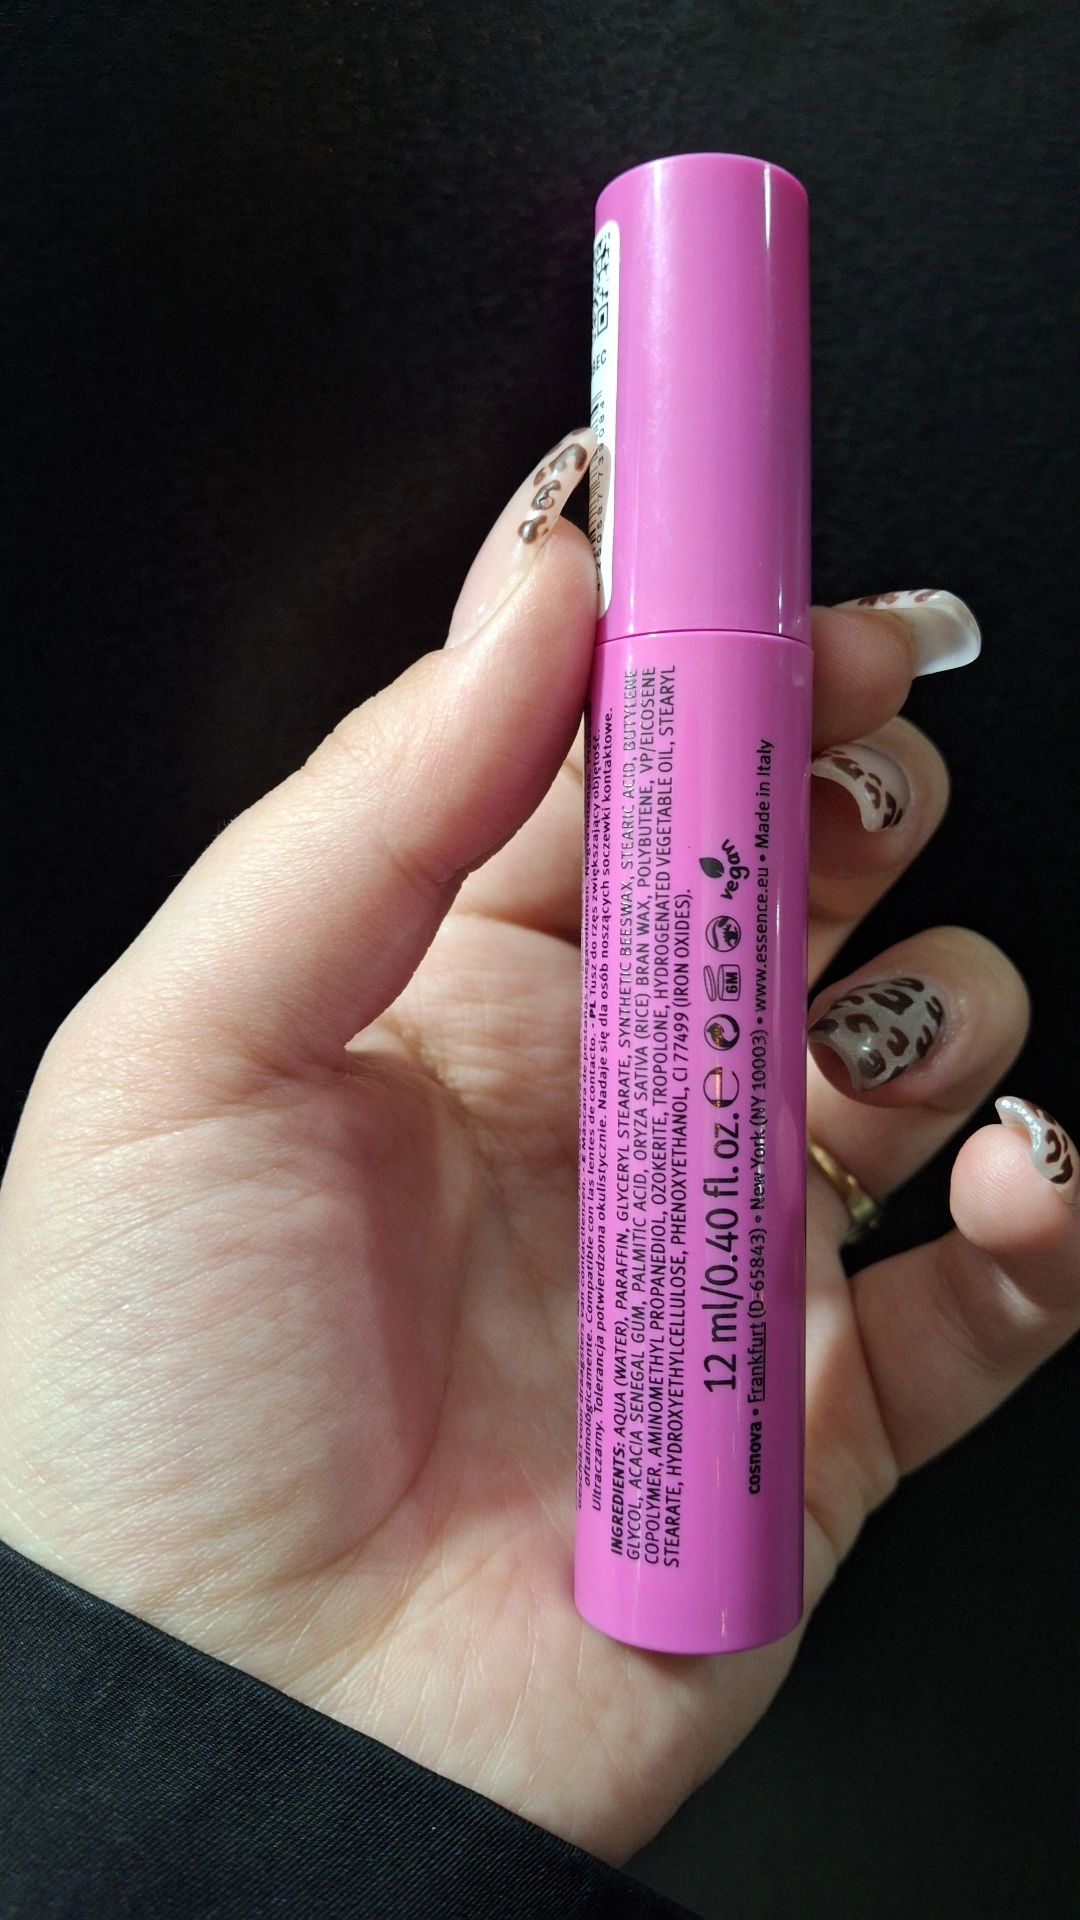 oftalmológicamente. Compatible con las lentes de contacto. - PL Tusz do rzęs zwiększający objętość.
Ultraczarny. Tolerancja potwierdzona okulistycznie. Nadaje się dla osób noszących soczewki kontaktowe.
INGREDIENTS: AQUA (WATER), PARAFFIN, GLYCERYL STEARATE, SYNTHETIC BEESWAX, STEARIC ACID, BUTYLENE
GLYCOL, ACACIA SENEGAL GUM, PALMITIC ACID, ORYZA SATIVA (RICE) BRAN WAX, POLYBUTENE, VP/EICOSENE
COPOLYMER, AMINOMETHYL PROPANEDIOL, OZOKERITE, TROPOLONE, HYDROGENATED VEGETABLE OIL, STEARYL
STEARATE, HYDROXYETHYLCELLULOSE, PHENOXYETHANOL, CI 77499 (IRON OXIDES).
12 ml/0.40 fl. oz. e 6M vegan
cosnova • Frankfurt (D-65843) • New York (NY 10003) • www.essence.eu • Made in Italy